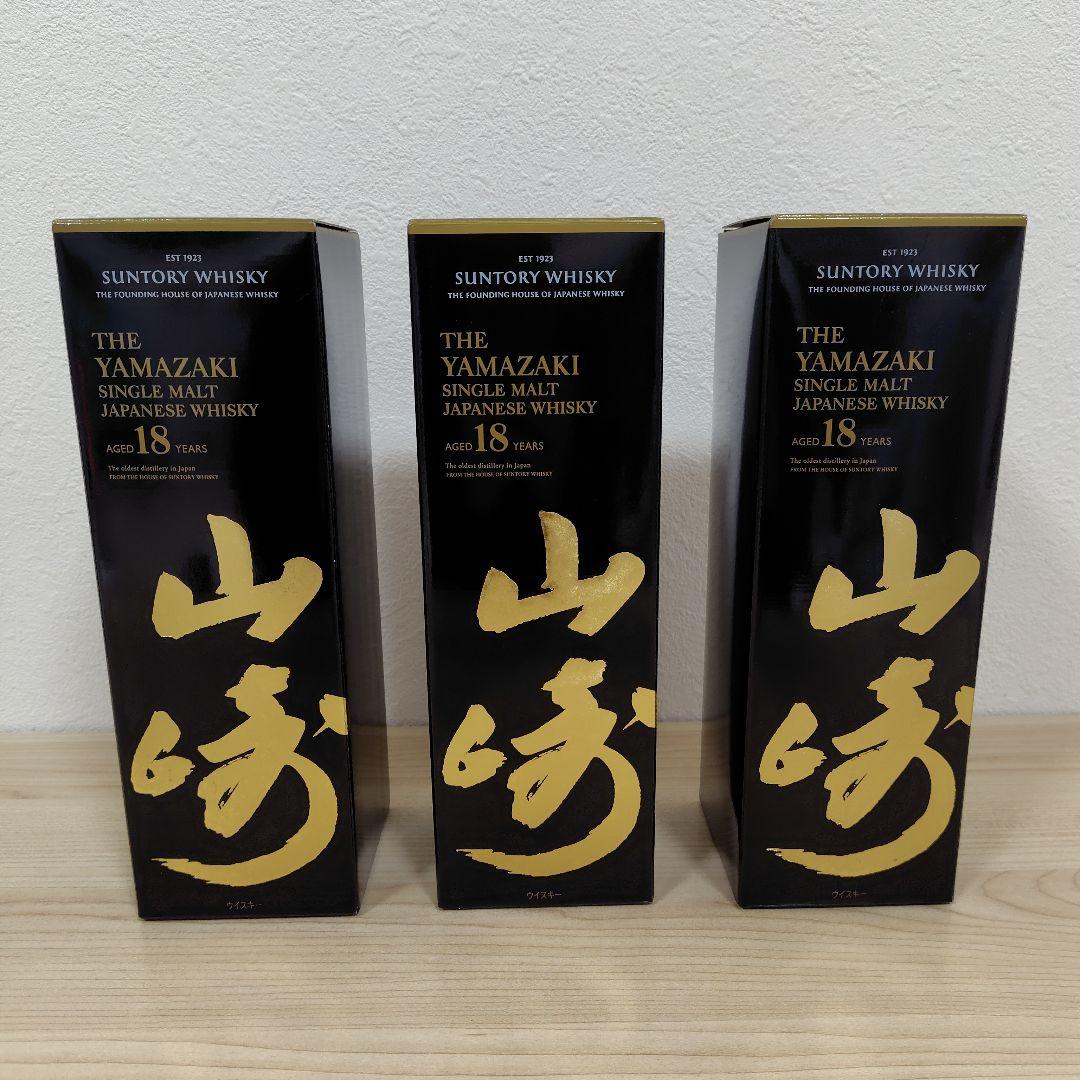 EST 1923
SUNTORY WHISKY
THE FOUNDING HOUSE OF JAPANESE WHISKY
THE
YAMAZAKI
SINGLE MALT
JAPANESE WHISKY
AGED 18 YEARS
The oldest distillery in Japan
FROM THE HOUSE OF SUNTORY WHISKY
山崎
ウイスキー
EST 1923
SUNTORY WHISKY
THE FOUNDING HOUSE OF JAPANESE WHISKY
THE
YAMAZAKI
SINGLE MALT
JAPANESE WHISKY
AGED 18 YEARS
The oldest distillery in Japan
FROM THE HOUSE OF SUNTORY WHISKY
山崎
ウイスキー
EST 1923
SUNTORY WHISKY
THE FOUNDING HOUSE OF JAPANESE WHISKY
THE
YAMAZAKI
SINGLE MALT
JAPANESE WHISKY
AGED 18 YEARS
The oldest distillery in Japan
FROM THE HOUSE OF SUNTORY WHISKY
山崎
ウイスキー